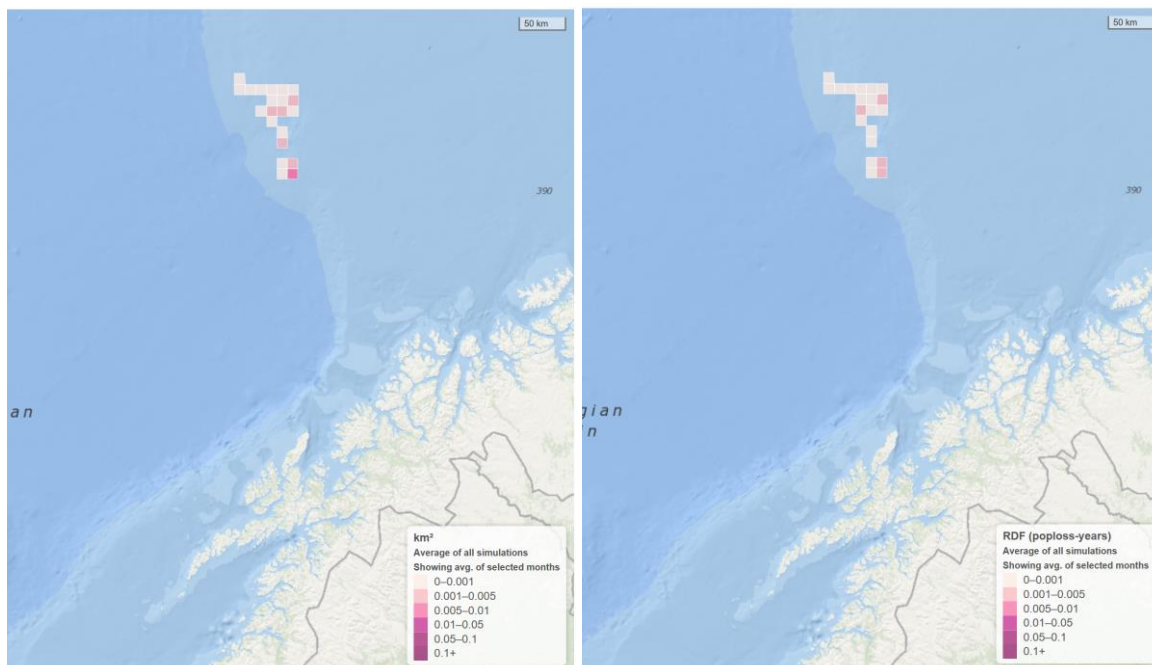 50 km
390
an
km²
Average of all simulations
Showing avg. of selected months
0–0.001
0.001–0.005
0.005–0.01
0.01–0.05
0.05–0.1
0.1+
50 km
390
gian
n
RDF (poploss-years)
Average of all simulations
Showing avg. of selected months
0–0.001
0.001–0.005
0.005–0.01
0.01–0.05
0.05–0.1
0.1+